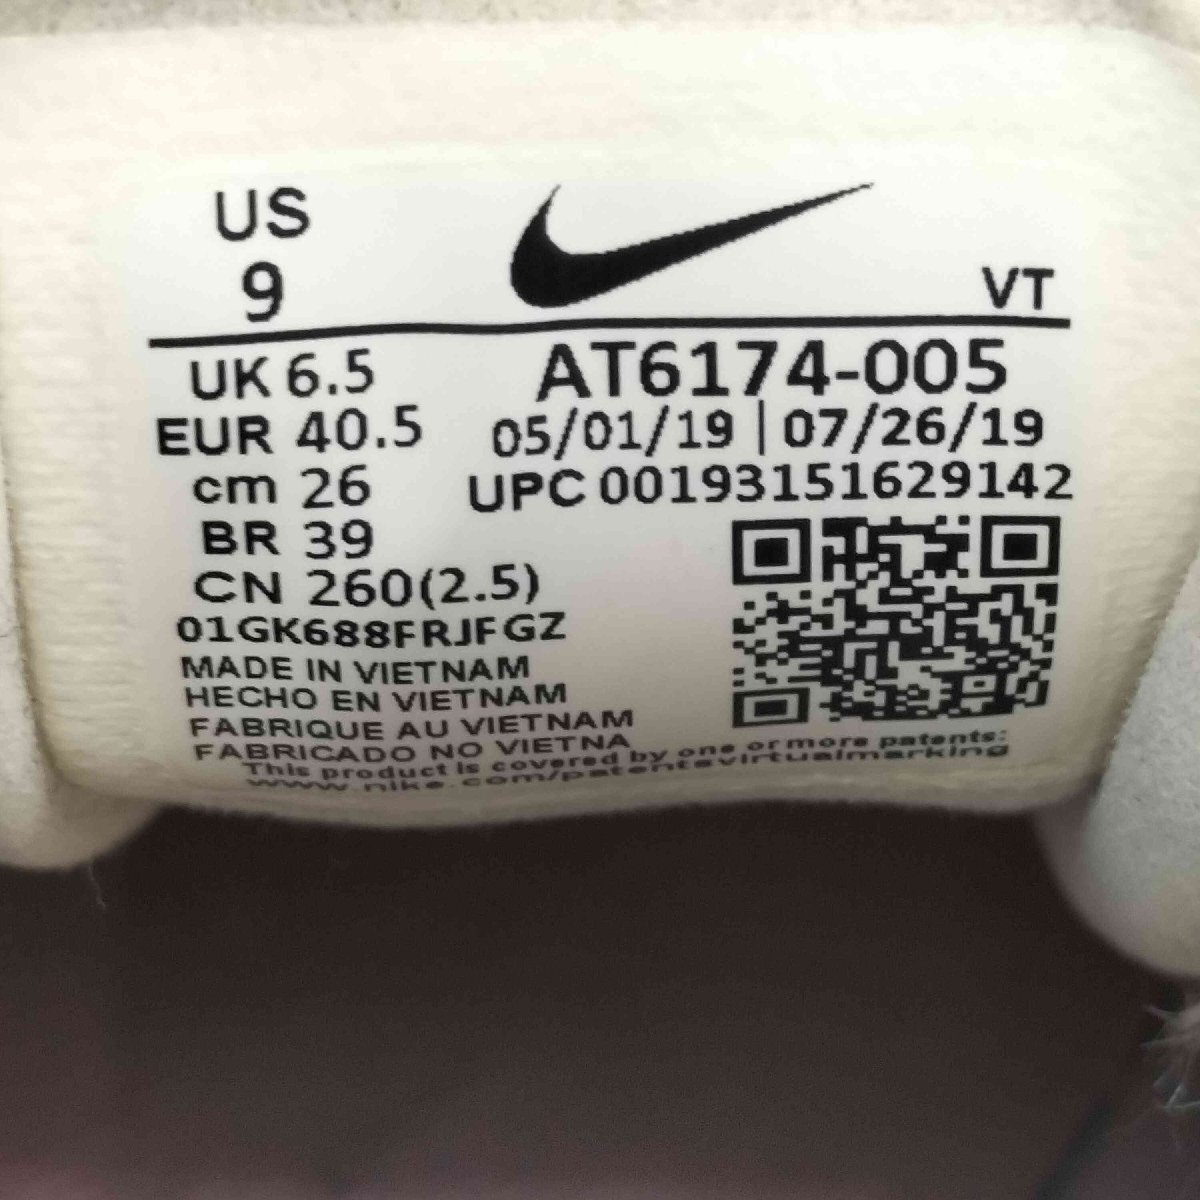 US
9
VT
UK 6.5
EUR 40.5
cm 26
BR 39
CN 260(2.5)
AT6174-005
05/01/19 | 07/26/19
UPC 00193151629142
01GK688FRJFGZ
MADE IN VIETNAM
HECHO EN VIETNAM
FABRIQUE AU VIETNAM
FABRICADO NO VIETNA
This product is covered by one or more patents:
www.nike.com/patentsvirtualmarking